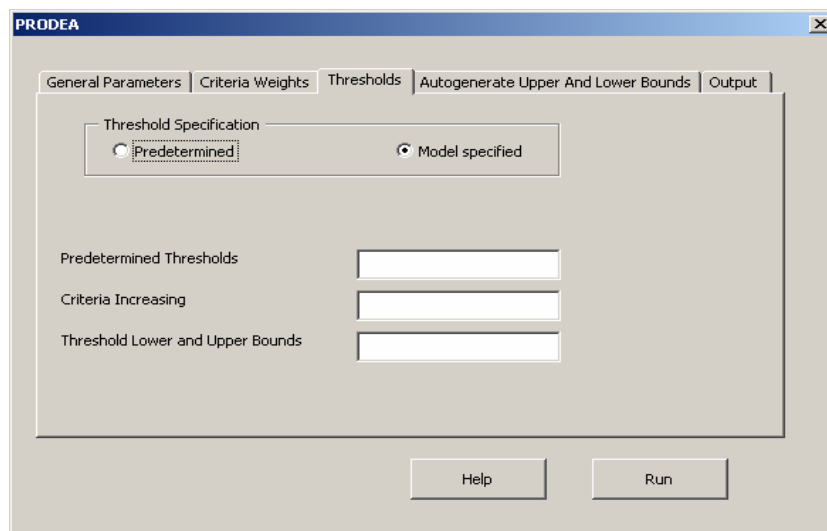 PRODEA
General Parameters Criteria Weights Thresholds Autogenerate Upper And Lower Bounds Output
Threshold Specification
Predetermined Model specified
Predetermined Thresholds
Criteria Increasing
Threshold Lower and Upper Bounds
Help Run